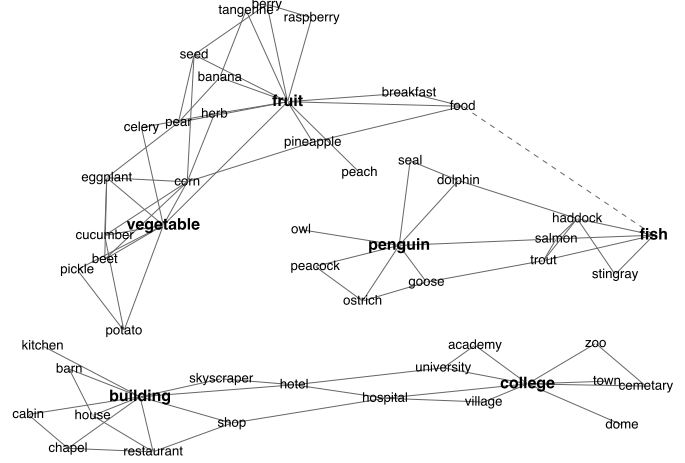 berry
tangerine
raspberry
seed
banana
fruit
breakfast
food
herb
celery
pear
pineapple
seal
peach
dolphin
eggplant
corn
haddock
vegetable
owl
fish
cucumber
salmon
penguin
beet
trout
pickle
peacock
stingray
goose
ostrich
potato
kitchen
academy
zoo
barn
university
skyscraper
hotel
college
town
cemetary
building
hospital
village
cabin
house
shop
dome
chapel
restaurant